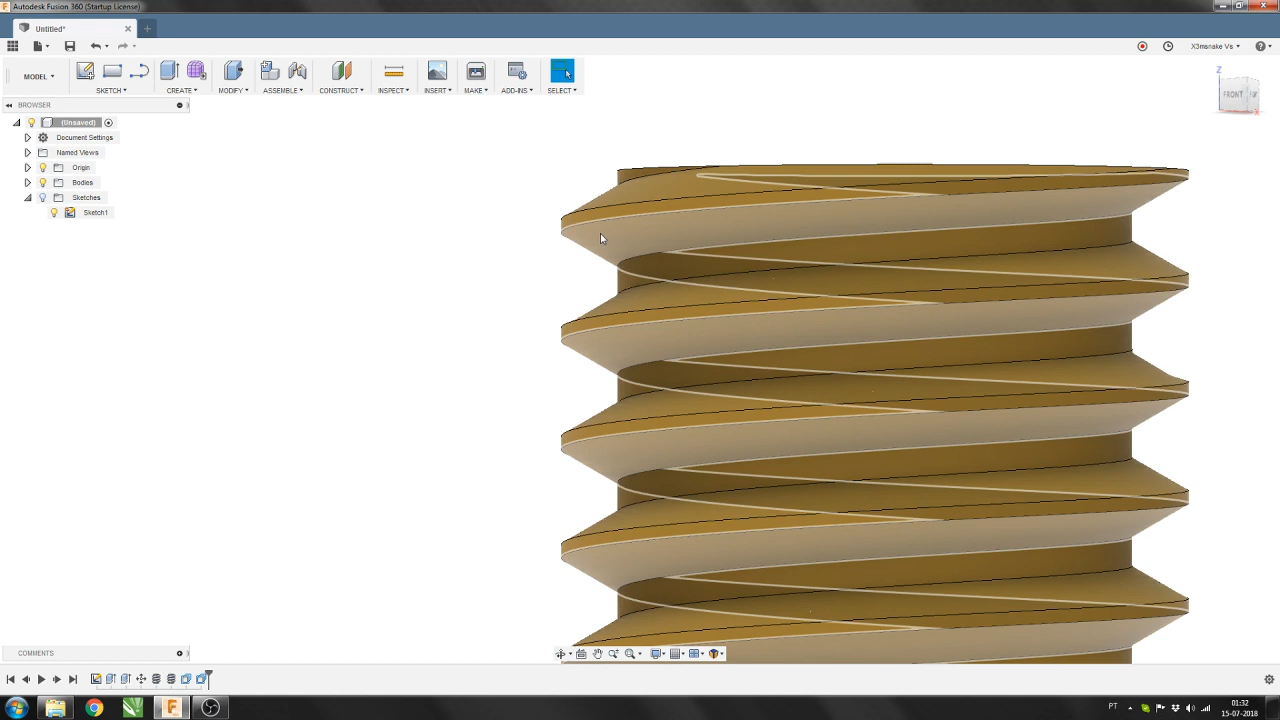 Autodesk Fusion 360 (Startup License)
Untitled*
X3msnake Vs
MODEL
SKETCH
CREATE
MODIFY
ASSEMBLE
CONSTRUCT
INSPECT
INSERT
MAKE
ADD-INS
SELECT
BROWSER
(Unsaved)
Document Settings
Named Views
Origin
Bodies
Sketches
Sketch1
Z
FRONT
X
COMMENTS
PT
01:32
15-07-2018